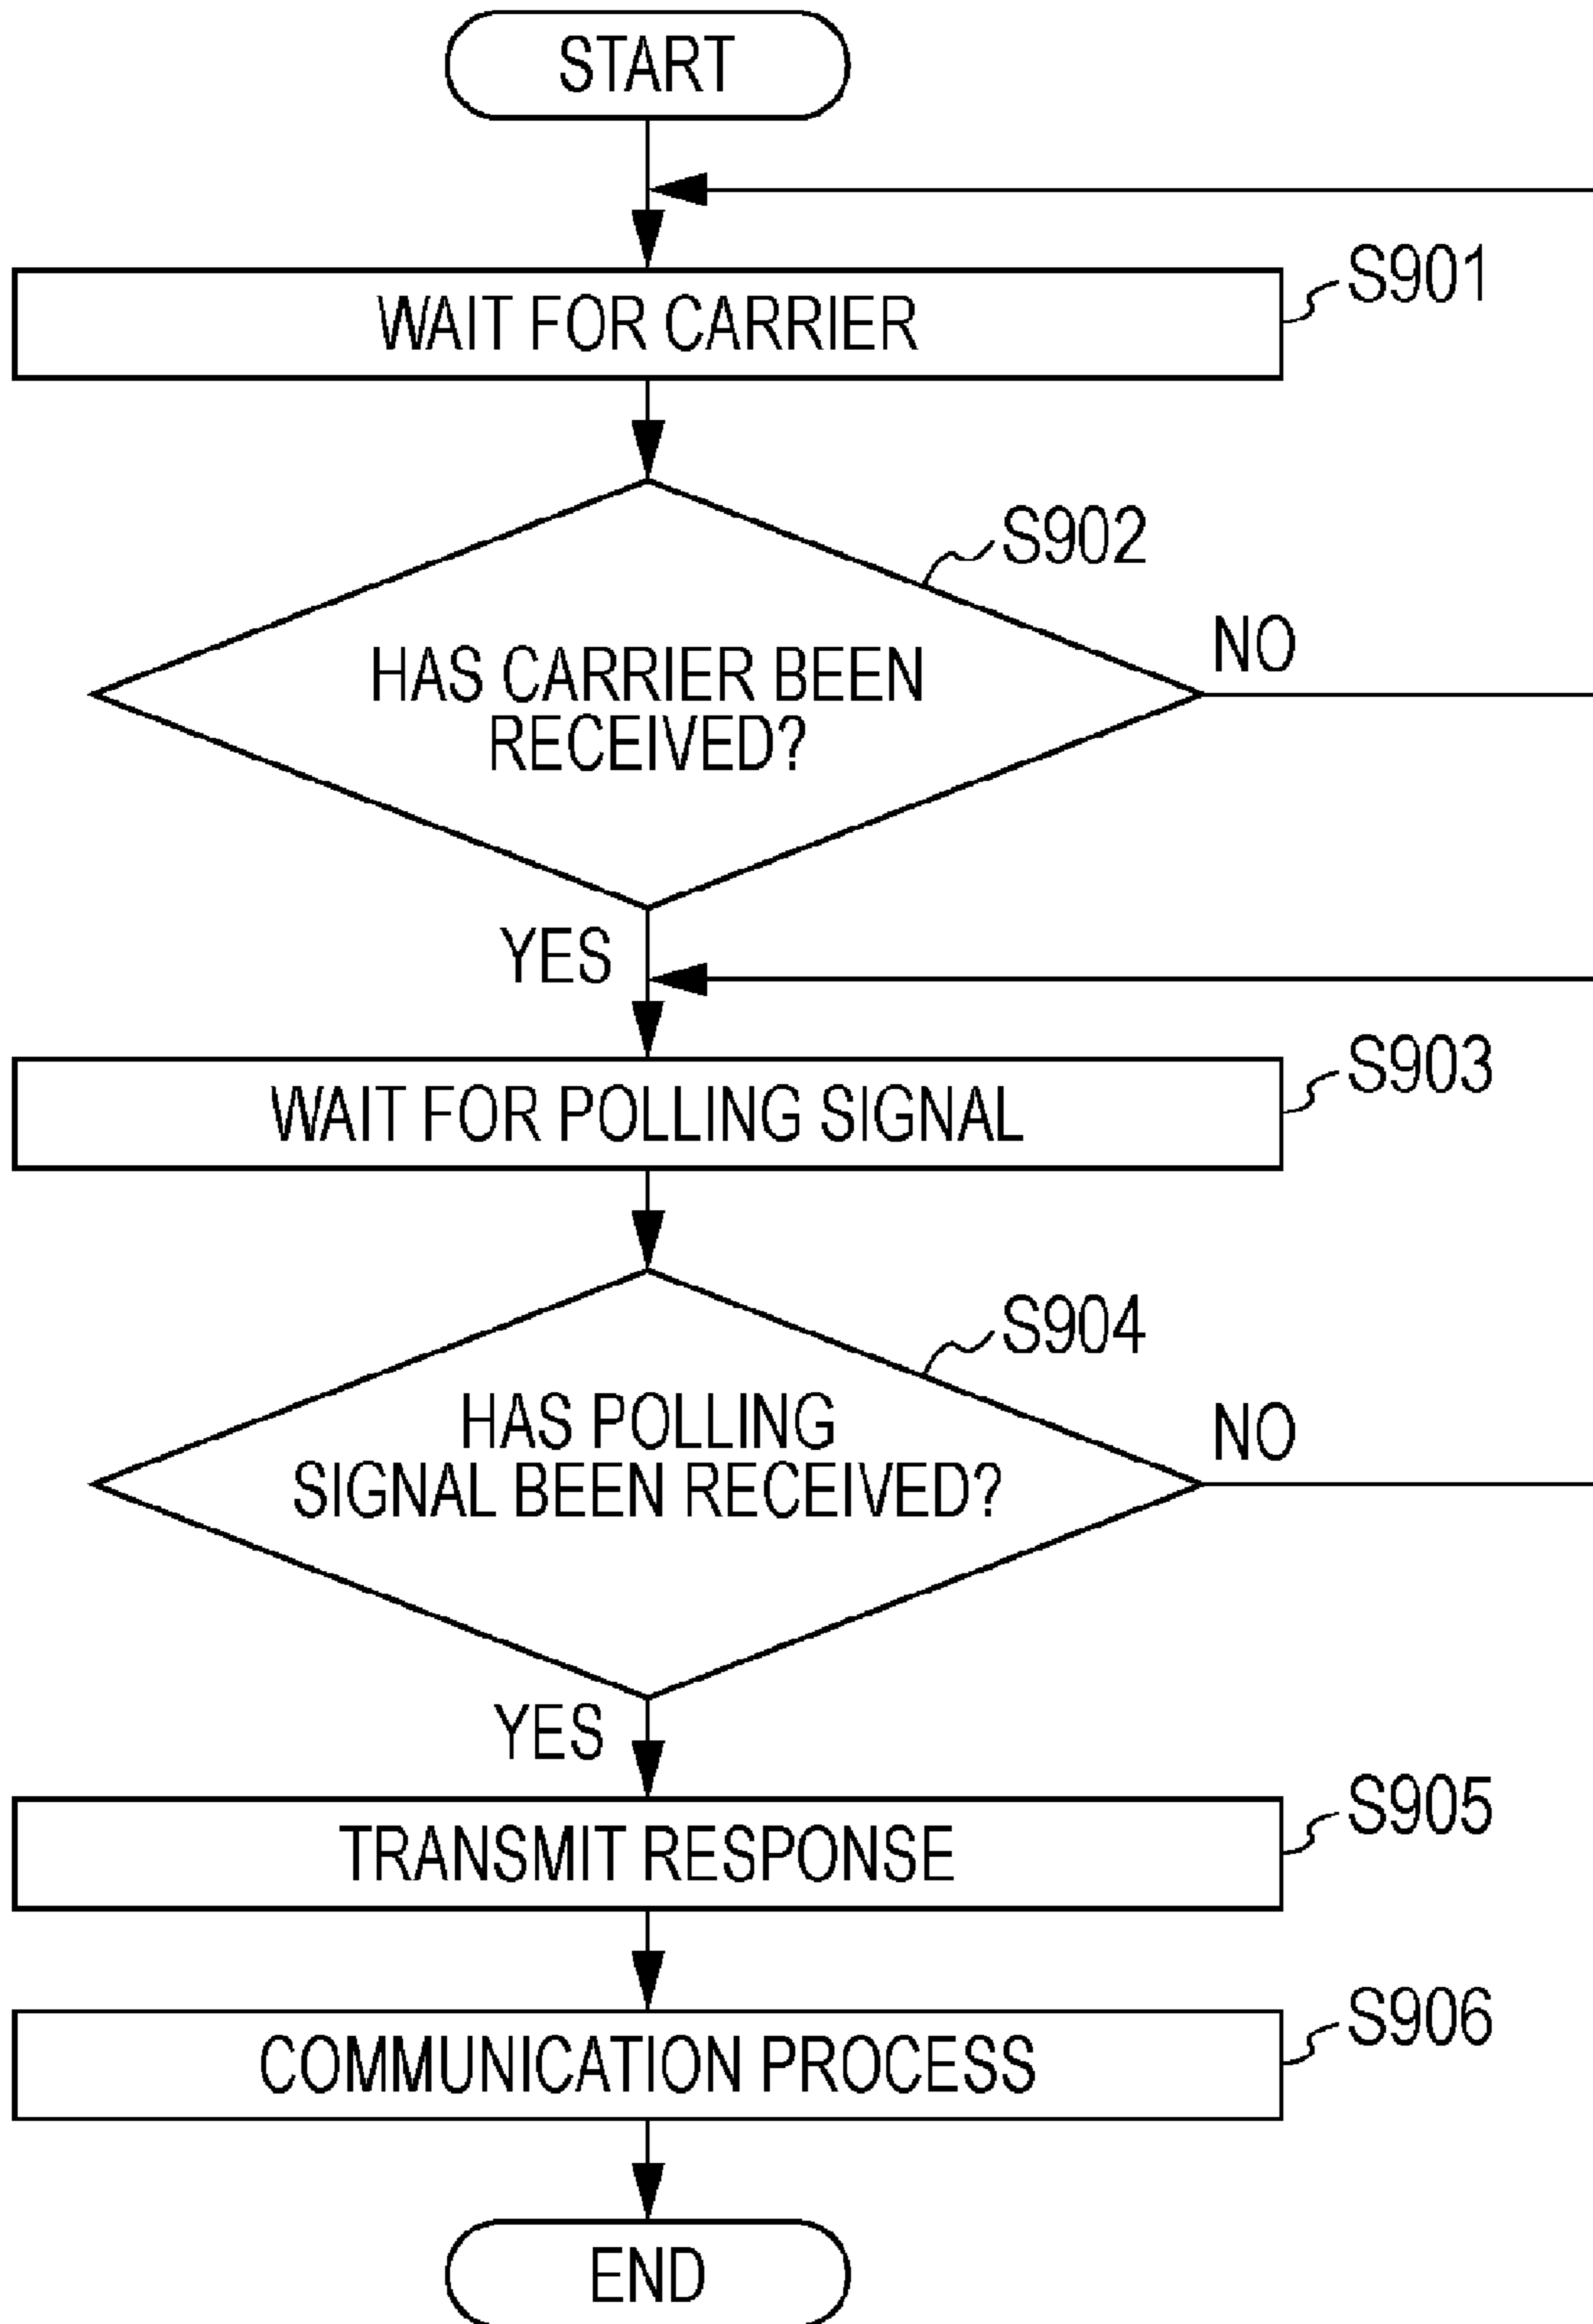 START
S901
WAIT FOR CARRIER
S902
NO
HAS CARRIER BEEN
RECEIVED?
YES
S903
WAIT FOR POLLING SIGNAL
S904
HAS POLLING
NO
SIGNAL BEEN RECEIVED?
YES
S905
TRANSMIT RESPONSE
S906
COMMUNICATION PROCESS
END